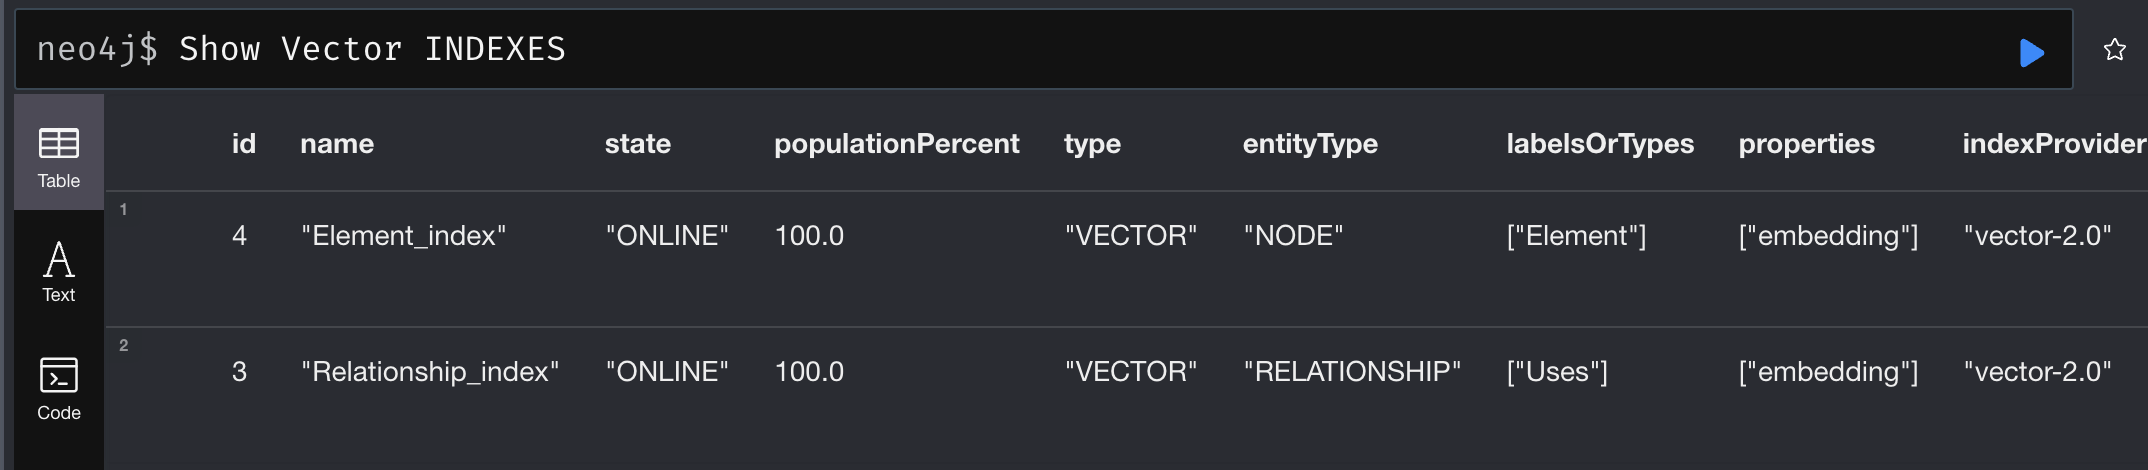 neo4j$ Show Vector INDEXES
Table
Text
Code
id name state populationPercent type entityType labelsOrTypes properties indexProvider
1
4 "Element_index" "ONLINE" 100.0 "VECTOR" "NODE" ["Element"] ["embedding"] "vector-2.0"
2
3 "Relationship_index" "ONLINE" 100.0 "VECTOR" "RELATIONSHIP" ["Uses"] ["embedding"] "vector-2.0"